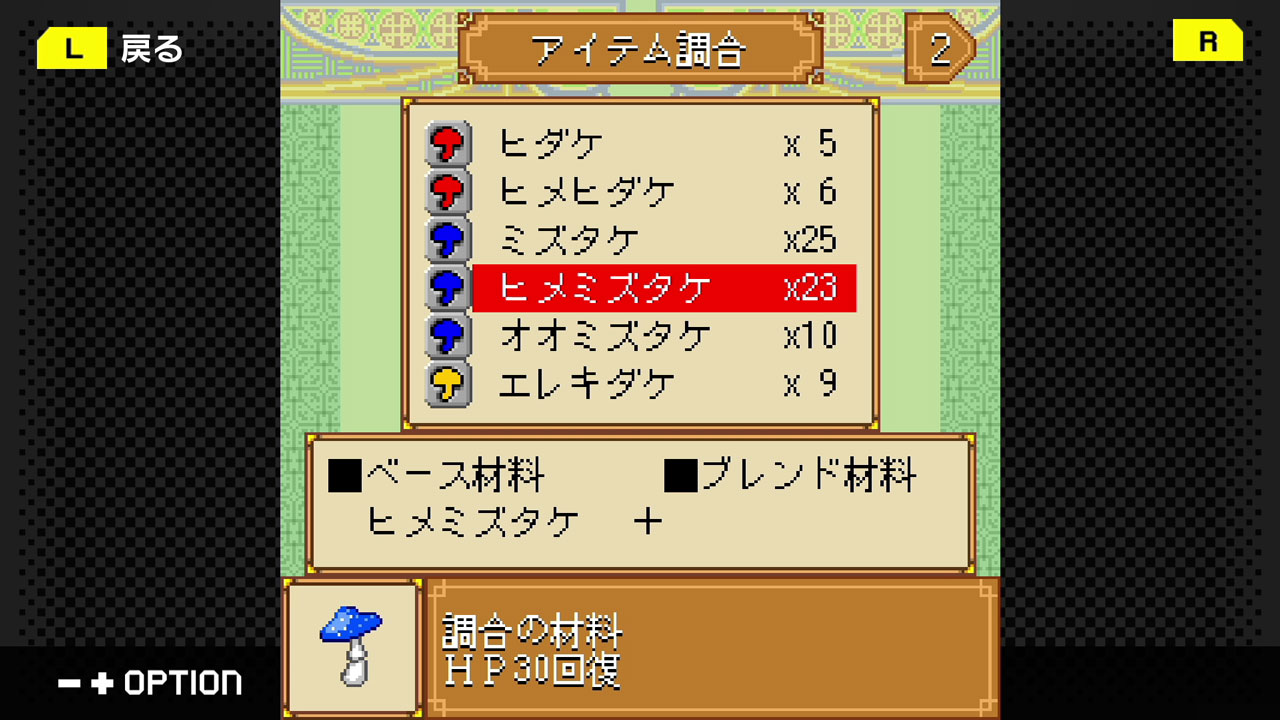 L 戻る
R
アイテム調合
2
ヒダケ x 5
ヒメヒダケ x 6
ミズタケ x25
ヒメミズタケ x23
オオミズタケ x10
エレキダケ x 9
■ベース材料 ■ブレンド材料
ヒメミズタケ ＋
調合の材料
ＨＰ30回復
− + OPTION